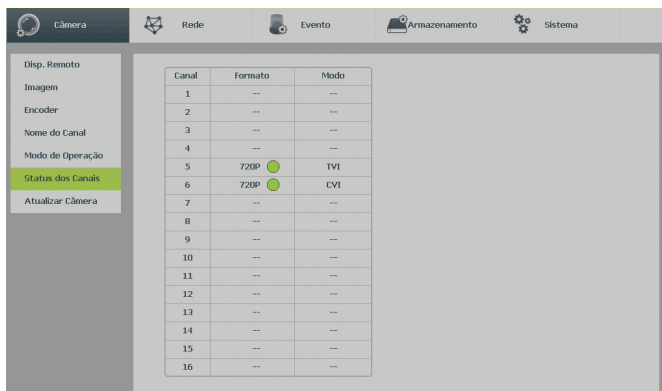 Câmera Rede Evento Armazenamento Sistema
Disp. Remoto
Imagem
Encoder
Nome do Canal
Modo de Operação
Status dos Canais
Atualizar Câmera
Canal Formato Modo
1 -- --
2 -- --
3 -- --
4 -- --
5 720P TVI
6 720P CVI
7 -- --
8 -- --
9 -- --
10 -- --
11 -- --
12 -- --
13 -- --
14 -- --
15 -- --
16 -- --